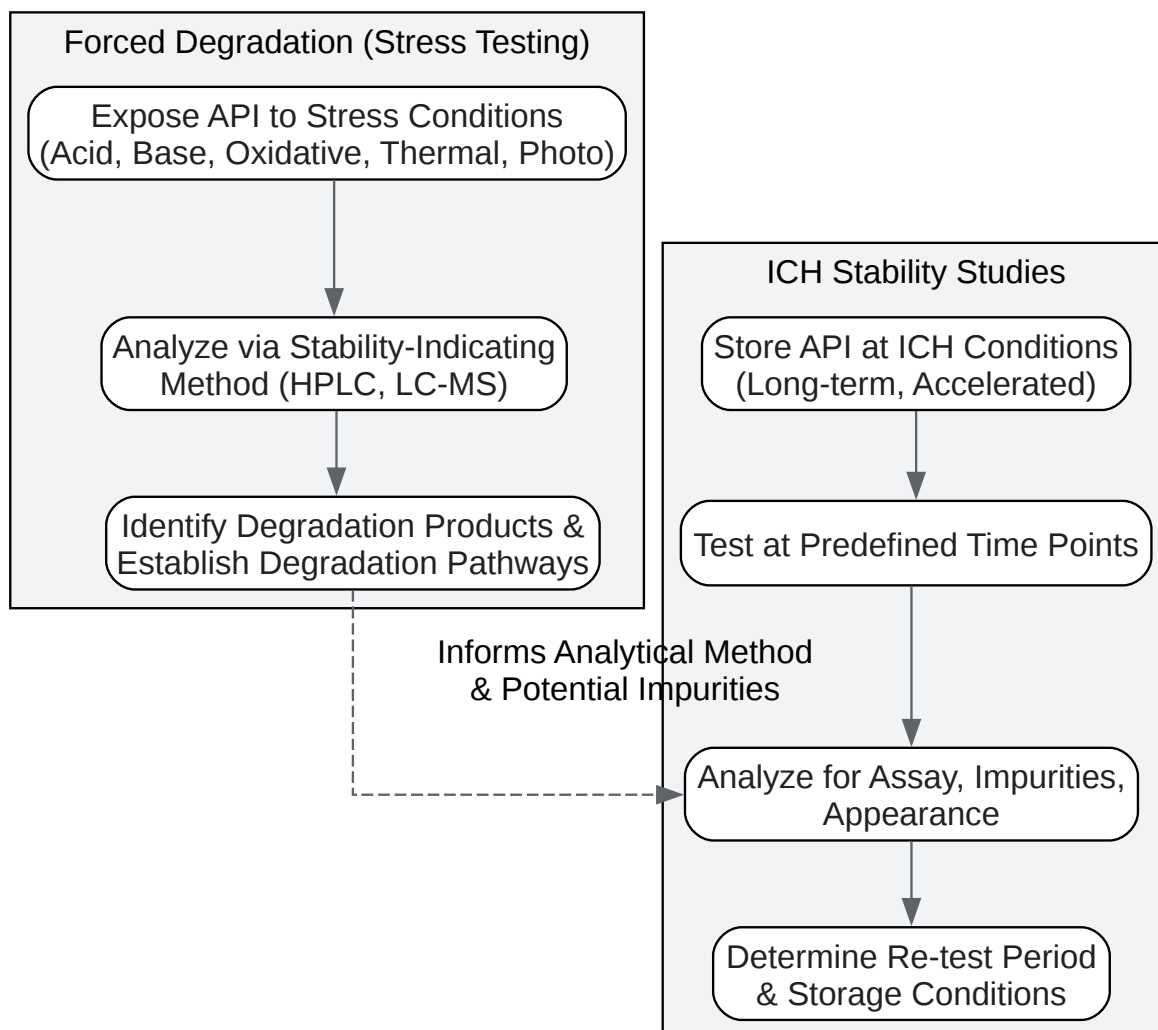 Forced Degradation (Stress Testing)
Expose API to Stress Conditions
(Acid, Base, Oxidative, Thermal, Photo)
Analyze via Stability-Indicating
Method (HPLC, LC-MS)
Identify Degradation Products &
Establish Degradation Pathways
Informs Analytical Method
& Potential Impurities
ICH Stability Studies
Store API at ICH Conditions
(Long-term, Accelerated)
Test at Predefined Time Points
Analyze for Assay, Impurities,
Appearance
Determine Re-test Period
& Storage Conditions